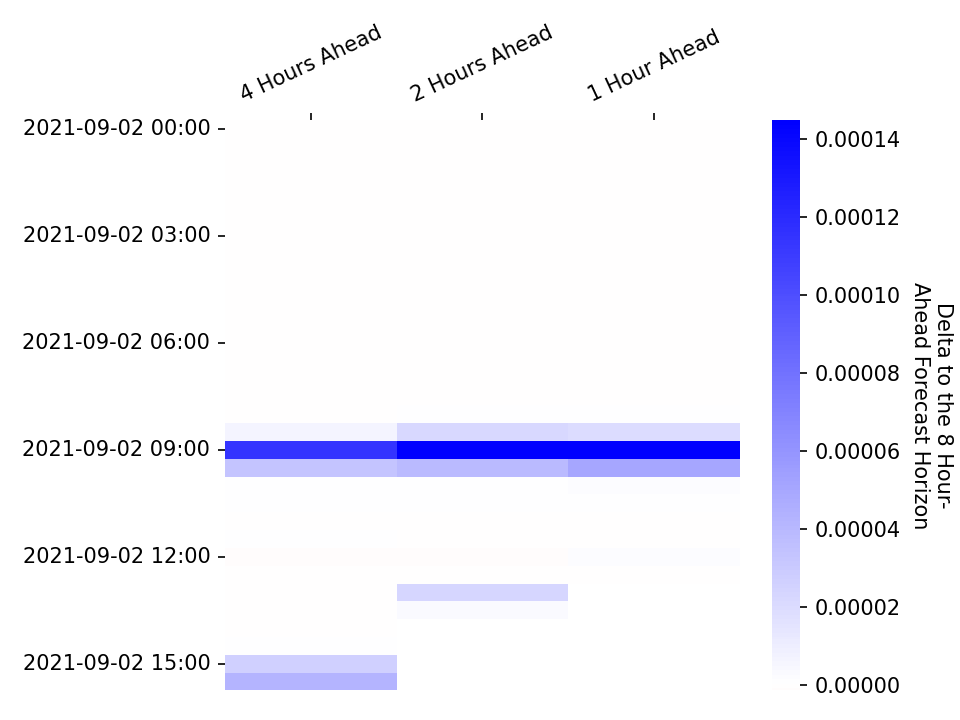 4 Hours Ahead
2 Hours Ahead
1 Hour Ahead
2021-09-02 00:00
2021-09-02 03:00
2021-09-02 06:00
2021-09-02 09:00
2021-09-02 12:00
2021-09-02 15:00
0.00014
0.00012
0.00010
0.00008
0.00006
0.00004
0.00002
0.00000
Delta to the 8 Hour-
Ahead Forecast Horizon